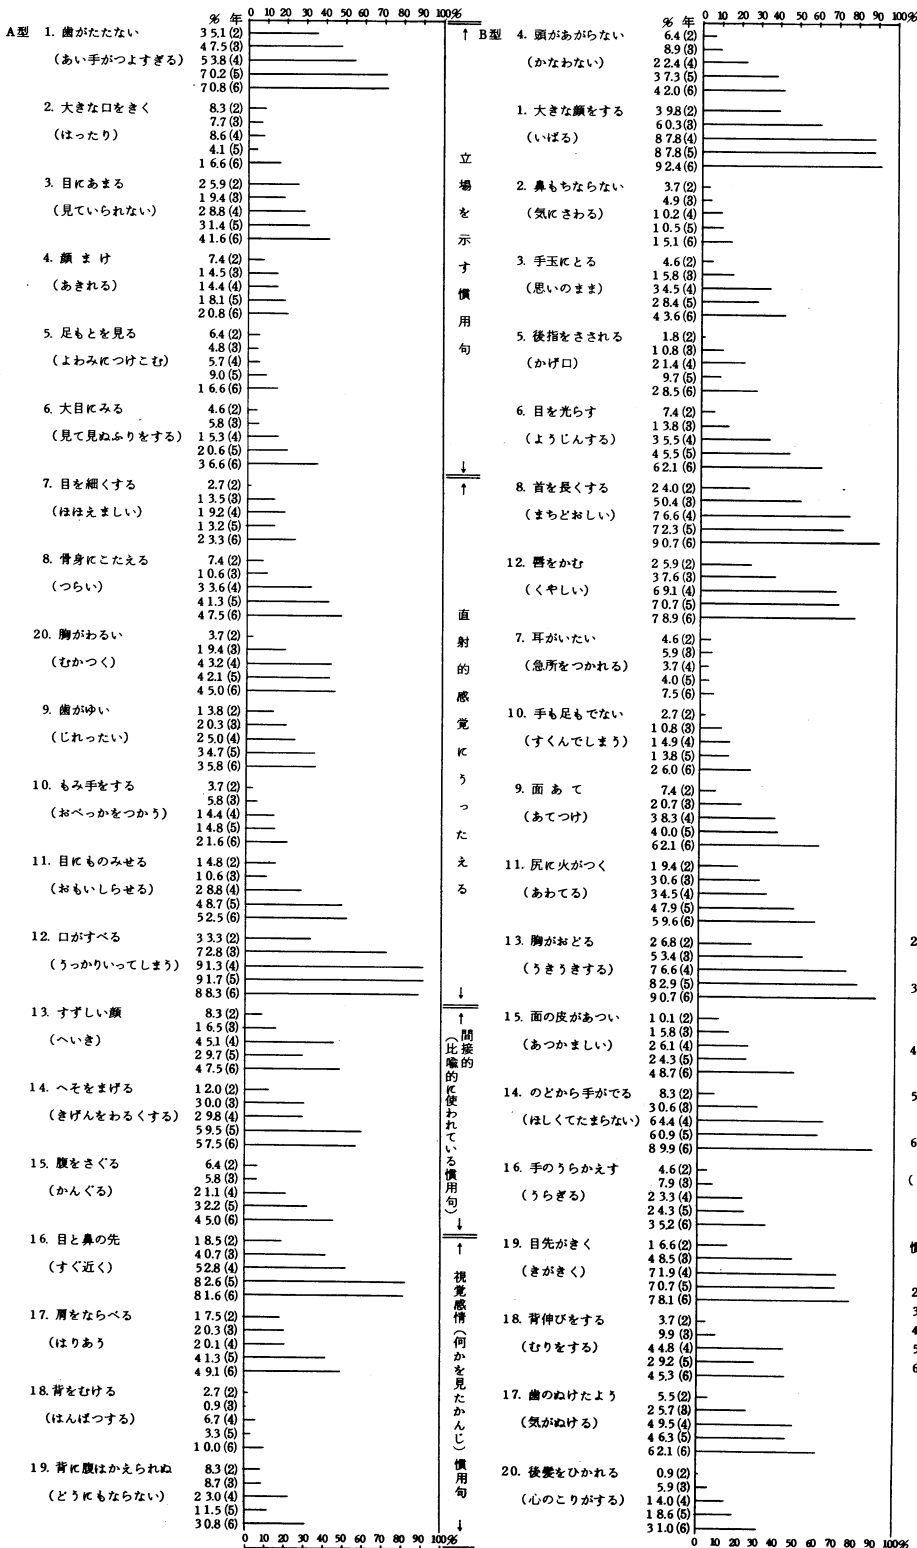 % 年 0 10 20 30 40 50 60 70 80 90 100%
A型 1. 歯がたたない 35.1(2)
47.5(3)
(あい手がつよすぎる) 53.8(4)
70.2(5)
70.8(6)
2. 大きな口をきく 8.3(2)
7.7(3)
(はったり) 8.6(4)
4.1(5)
16.6(6)
3. 目にあまる 25.9(2)
19.4(3)
(見ていられない) 28.8(4)
31.4(5)
41.6(6)
4. 顔まけ 7.4(2)
14.5(3)
(あきれる) 14.4(4)
18.1(5)
20.8(6)
5. 足もとを見る 6.4(2)
4.8(3)
(よわみにつけこむ) 5.7(4)
9.0(5)
16.6(6)
6. 大目にみる 4.6(2)
5.8(3)
(見て見ぬふりをする) 15.3(4)
20.6(5)
36.6(6)
7. 目を細くする 2.7(2)
13.5(3)
(ほほえましい) 19.2(4)
13.2(5)
23.3(6)
8. 骨身にこたえる 7.4(2)
10.6(3)
(つらい) 33.6(4)
41.3(5)
47.5(6)
20. 胸がわるい 3.7(2)
19.4(3)
(むかつく) 43.2(4)
42.1(5)
45.0(6)
9. 歯がゆい 13.8(2)
20.3(3)
(じれったい) 25.0(4)
34.7(5)
35.8(6)
10. もみ手をする 3.7(2)
5.8(3)
(おべっかをつかう) 14.4(4)
14.8(5)
21.6(6)
11. 目にものみせる 14.8(2)
10.6(3)
(おもいしらせる) 28.8(4)
48.7(5)
52.5(6)
12. 口がすべる 33.3(2)
72.8(3)
(うっかりいってしまう) 91.3(4)
91.7(5)
88.3(6)
13. すずしい顔 8.3(2)
16.5(3)
(へいき) 45.1(4)
29.7(5)
47.5(6)
14. へそをまげる 12.0(2)
30.0(3)
(きげんをわるくする) 29.8(4)
59.5(5)
57.5(6)
15. 腹をさぐる 6.4(2)
5.8(3)
(かんぐる) 21.1(4)
32.2(5)
45.0(6)
16. 目と鼻の先 18.5(2)
40.7(3)
(すぐ近く) 52.8(4)
82.6(5)
81.6(6)
17. 肩をならべる 17.5(2)
20.3(3)
(はりあう 20.1(4)
41.3(5)
49.1(6)
18. 背をむける 2.7(2)
0.9(3)
(はんぱつする) 6.7(4)
3.3(5)
10.0(6)
19. 背に腹はかえられぬ 8.3(2)
8.7(3)
(どうにもならない) 23.0(4)
11.5(5)
30.8(6)
0 10 20 30 40 50 60 70 80 90 100%
↑
立場を示す慣用句
↓
↑
直射的感覚にうったえる
↓
↑
間接的
(比喩的に使われている慣用句)
↓
↑
視覚感情(何かを見たかんじ)慣用句
↓
% 年 0 10 20 30 40 50 60 70 80 90 100%
B型 4. 頭があがらない 6.4(2)
8.9(3)
(かなわない) 22.4(4)
37.3(5)
42.0(6)
1. 大きな顔をする 39.8(2)
60.3(3)
(いばる) 87.8(4)
87.8(5)
92.4(6)
2. 鼻もちならない 3.7(2)
4.9(3)
(気にさわる) 10.2(4)
10.5(5)
15.1(6)
3. 手玉にとる 4.6(2)
15.8(3)
(思いのまま) 34.5(4)
28.4(5)
43.6(6)
5. 後指をさされる 1.8(2)
10.8(3)
(かげ口) 21.4(4)
9.7(5)
28.5(6)
6. 目を光らす 7.4(2)
13.8(3)
(ようじんする) 35.5(4)
45.5(5)
62.1(6)
8. 首を長くする 24.0(2)
50.4(3)
(まちどおしい) 76.6(4)
72.3(5)
90.7(6)
12. 唇をかむ 25.9(2)
37.6(3)
(くやしい) 69.1(4)
70.7(5)
78.9(6)
7. 耳がいたい 4.6(2)
5.9(3)
(急所をつかれる) 3.7(4)
4.0(5)
7.5(6)
10. 手も足もでない 2.7(2)
10.8(3)
(すくんでしまう) 14.9(4)
13.8(5)
26.0(6)
9. 面あて 7.4(2)
20.7(3)
(あてつけ) 38.3(4)
40.0(5)
62.1(6)
11. 尻に火がつく 19.4(2)
30.6(3)
(あわてる) 34.5(4)
47.9(5)
59.6(6)
13. 胸がおどる 26.8(2)
53.4(3)
(うきうきする) 76.6(4)
82.9(5)
90.7(6)
15. 面の皮があつい 10.1(2)
15.8(3)
(あつかましい) 26.1(4)
24.3(5)
48.7(6)
14. のどから手がでる 8.3(2)
30.6(3)
(ほしくてたまらない) 64.4(4)
60.9(5)
89.9(6)
16. 手のうらかえす 4.6(2)
7.9(3)
(うらぎる) 23.3(4)
24.3(5)
35.2(6)
19. 目先がきく 16.6(2)
48.5(3)
(きがきく) 71.9(4)
70.7(5)
78.1(6)
18. 背伸びをする 3.7(2)
9.9(3)
(むりをする) 44.8(4)
29.2(5)
45.3(6)
17. 歯のぬけたよう 5.5(2)
25.7(3)
(気がぬける) 49.5(4)
46.3(5)
62.1(6)
20. 後髪をひかれる 0.9(2)
5.9(3)
(心のこりがする) 14.0(4)
18.6(5)
31.0(6)
0 10 20 30 40 50 60 70 80 90 100%
2
3
4
5
6
(
2
3
4
5
6